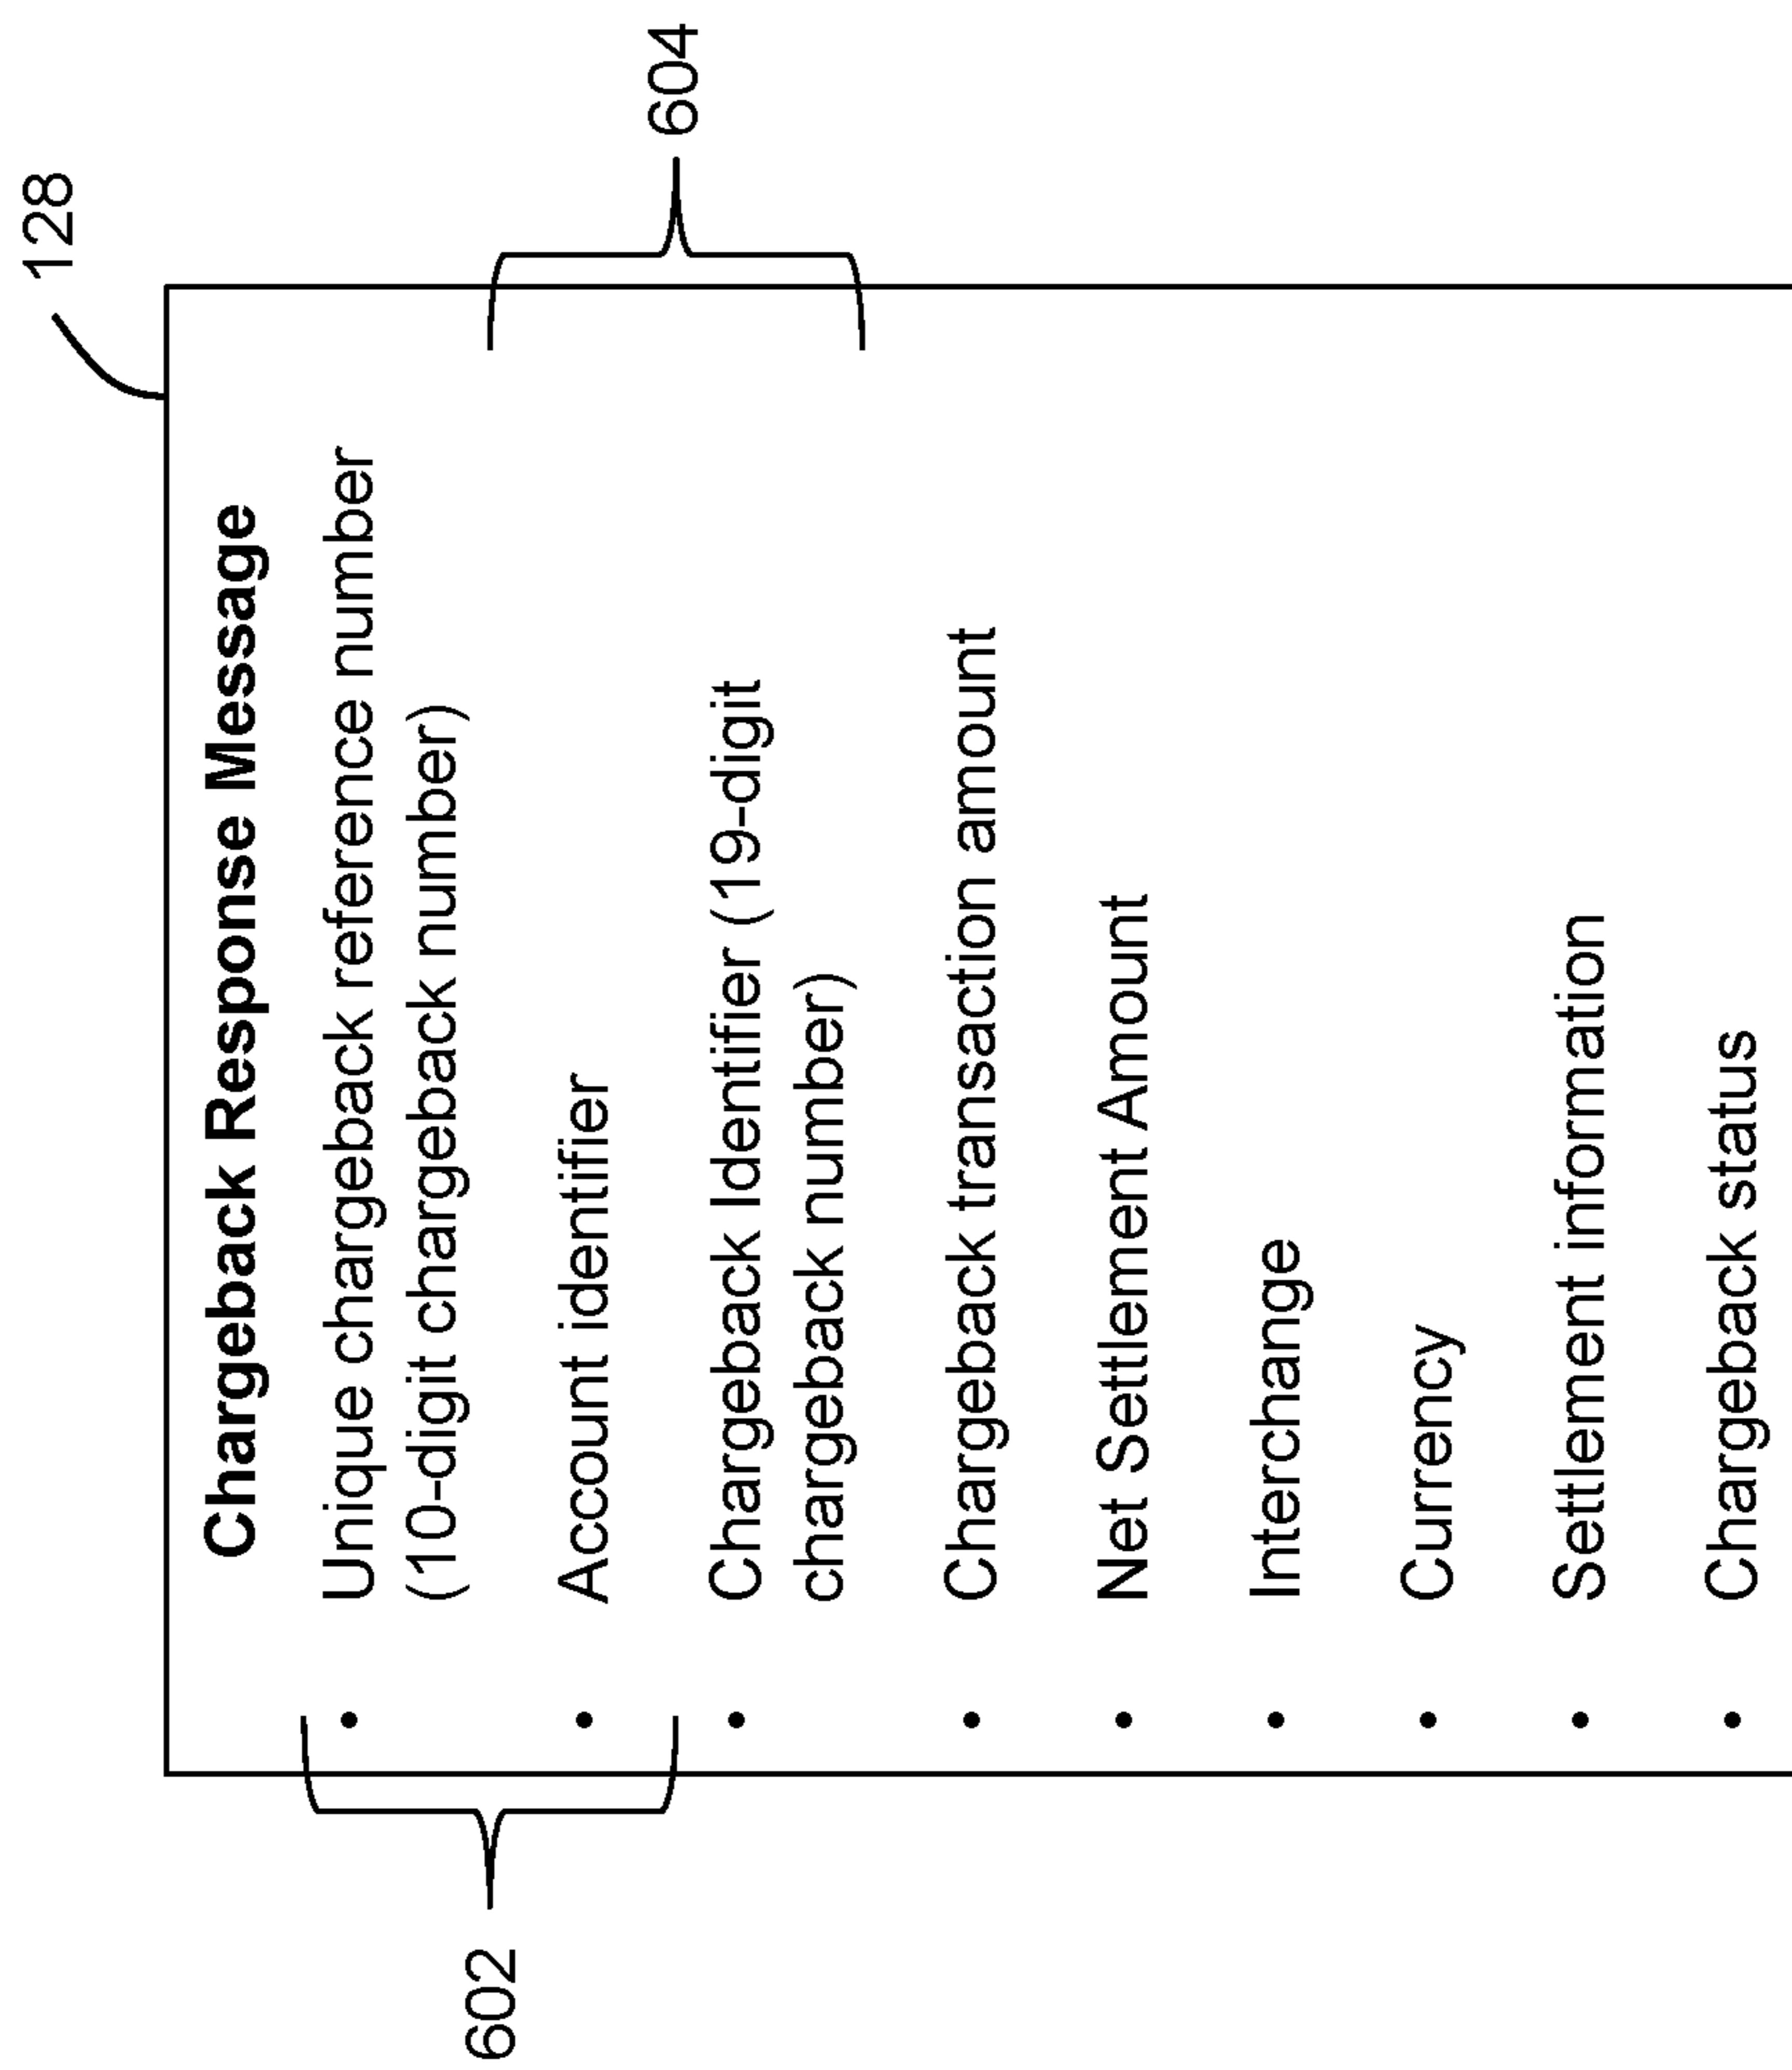 128
Chargeback Response Message
• Unique chargeback reference number
(10-digit chargeback number)
602
• Account identifier
604
• Chargeback Identifier (19-digit
chargeback number)
• Chargeback transaction amount
• Net Settlement Amount
• Interchange
• Currency
• Settlement information
• Chargeback status